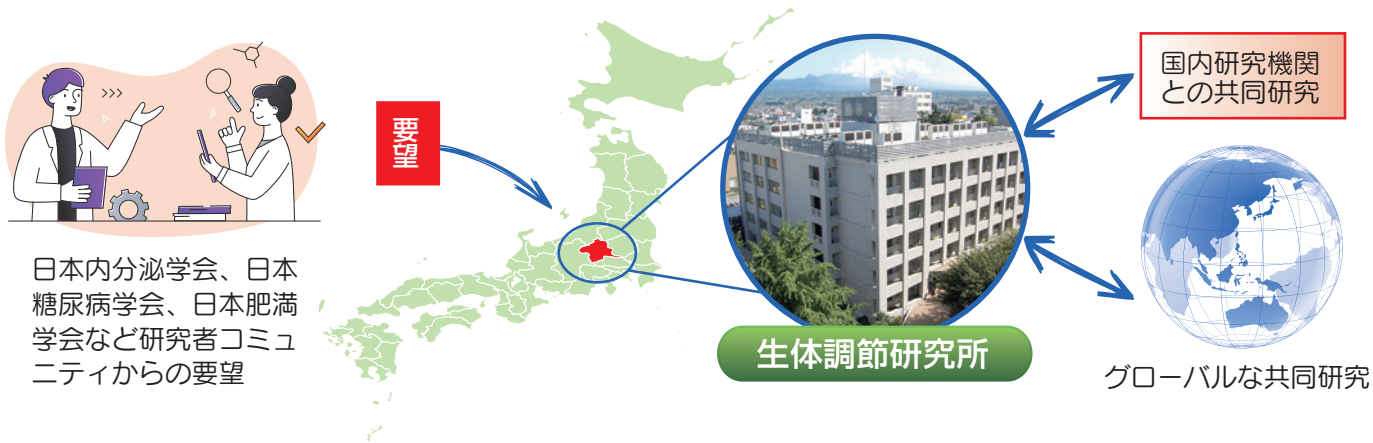 日本内分泌学会、日本
糖尿病学会、日本肥満
学会など研究者コミュ
ニティからの要望
要望
生体調節研究所
国内研究機関
との共同研究
グローバルな共同研究